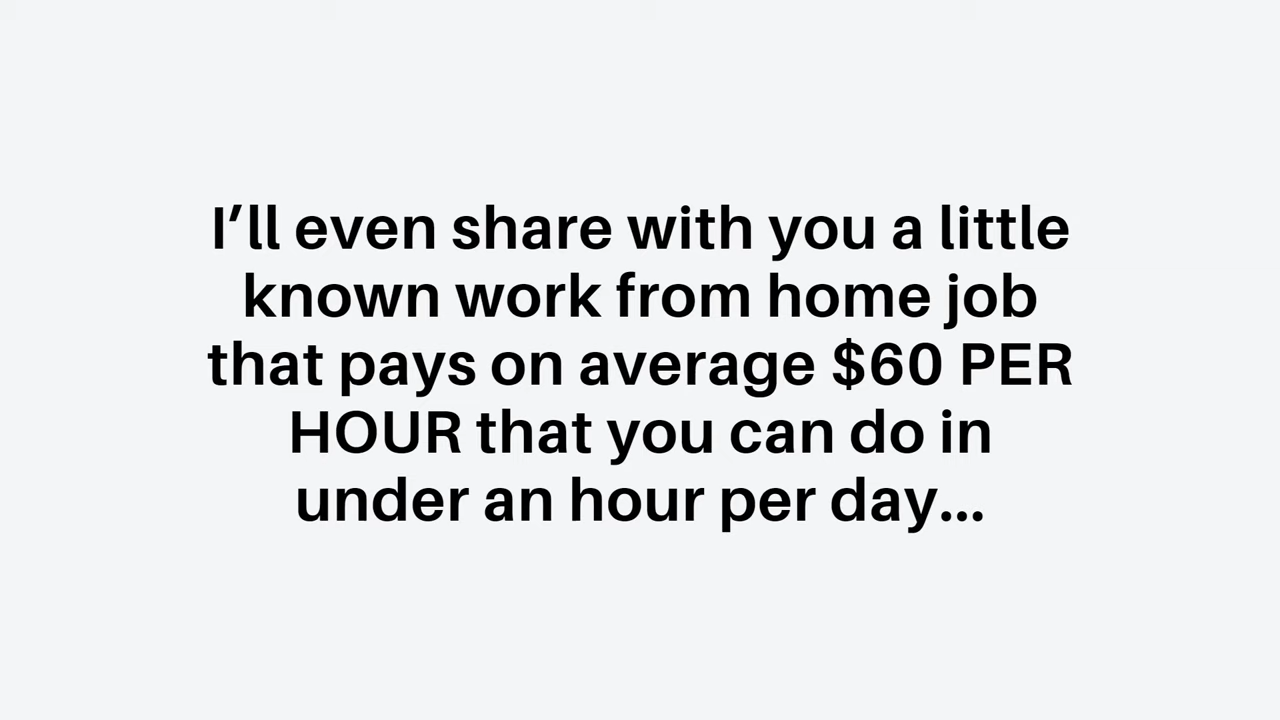 I’ll even share with you a little
known work from home job
that pays on average $60 PER
HOUR that you can do in
under an hour per day...